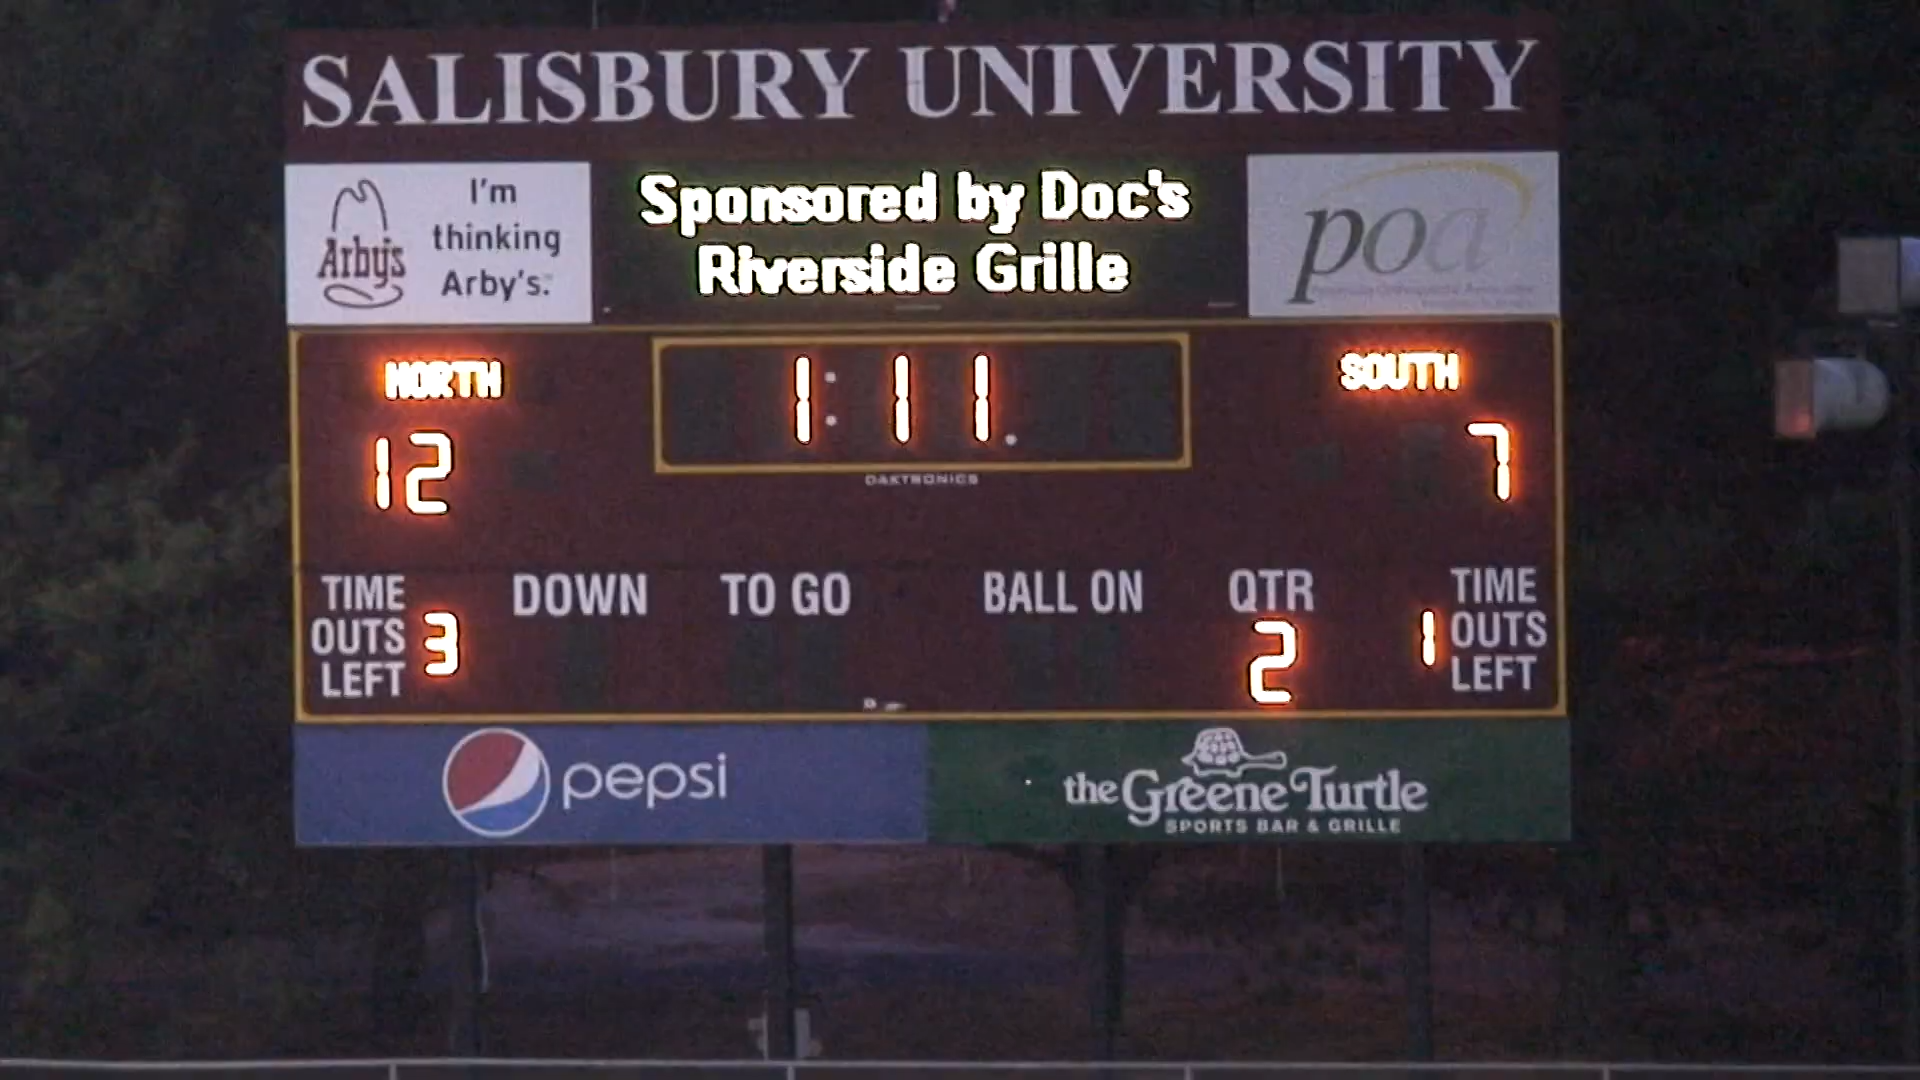 SALISBURY UNIVERSITY
Arby's
I'm
thinking
Arby's.
Sponsored by Doc's
Riverside Grille
poa
NORTH
1:11.
SOUTH
12
7
DAKTRONICS
TIME
OUTS
LEFT
3
DOWN
TO GO
BALL ON
QTR
2
1
TIME
OUTS
LEFT
pepsi
the Greene Turtle
SPORTS BAR & GRILLE